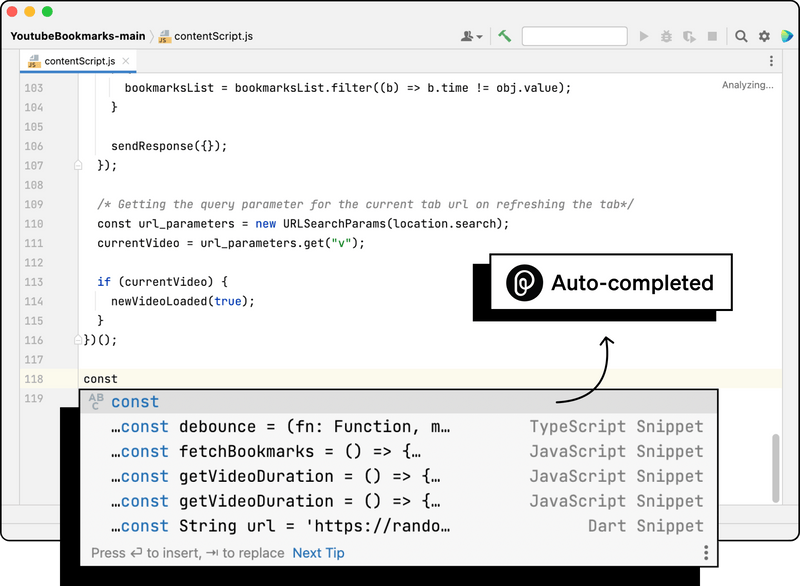 YoutubeBookmarks-main
contentScript.js
contentScript.js
Analyzing...
103 bookmarksList = bookmarksList.filter((b) => b.time != obj.value);
104 }
105
106 sendResponse({});
107 });
108
109 /* Getting the query parameter for the current tab url on refreshing the tab*/
110 const url_parameters = new URLSearchParams(location.search);
111 currentVideo = url_parameters.get("v");
112
113 if (currentVideo) {
114 newVideoLoaded(true);
115 }
116 })();
117
118 const
119
Auto-completed
ABC const
…const debounce = (fn: Function, m… TypeScript Snippet
…const fetchBookmarks = () => {… JavaScript Snippet
…const getVideoDuration = () => {… JavaScript Snippet
…const getVideoDuration = () => {… JavaScript Snippet
…const String url = 'https://rando… Dart Snippet
Press ↵ to insert, ⇥ to replace Next Tip